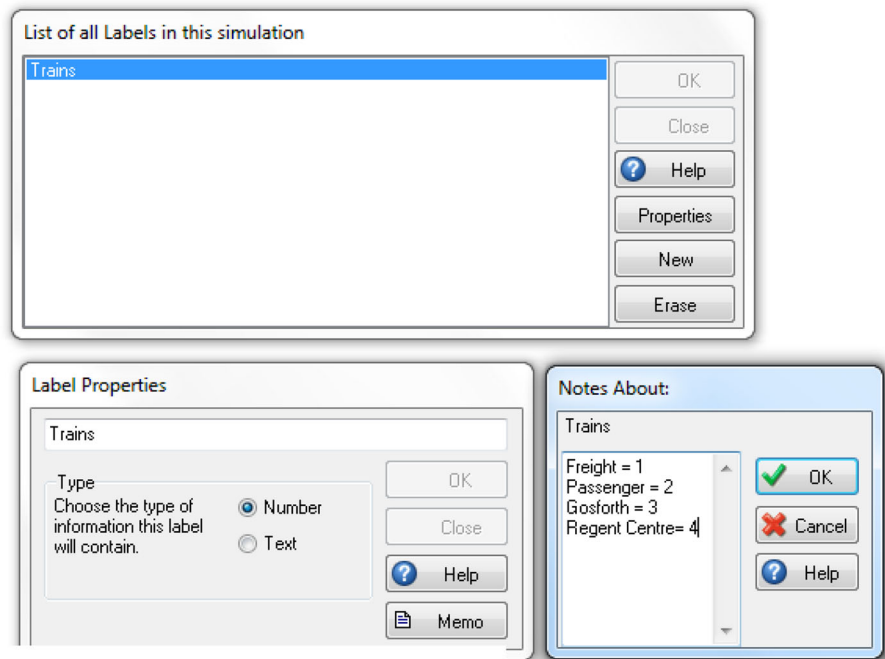 List of all Labels in this simulation
Trains
OK
Close
Help
Properties
New
Erase
Label Properties
Trains
Type
Choose the type of
information this label
will contain.
Number
Text
OK
Close
Help
Memo
Notes About:
Trains
Freight = 1
Passenger = 2
Gosforth = 3
Regent Centre= 4
OK
Cancel
Help